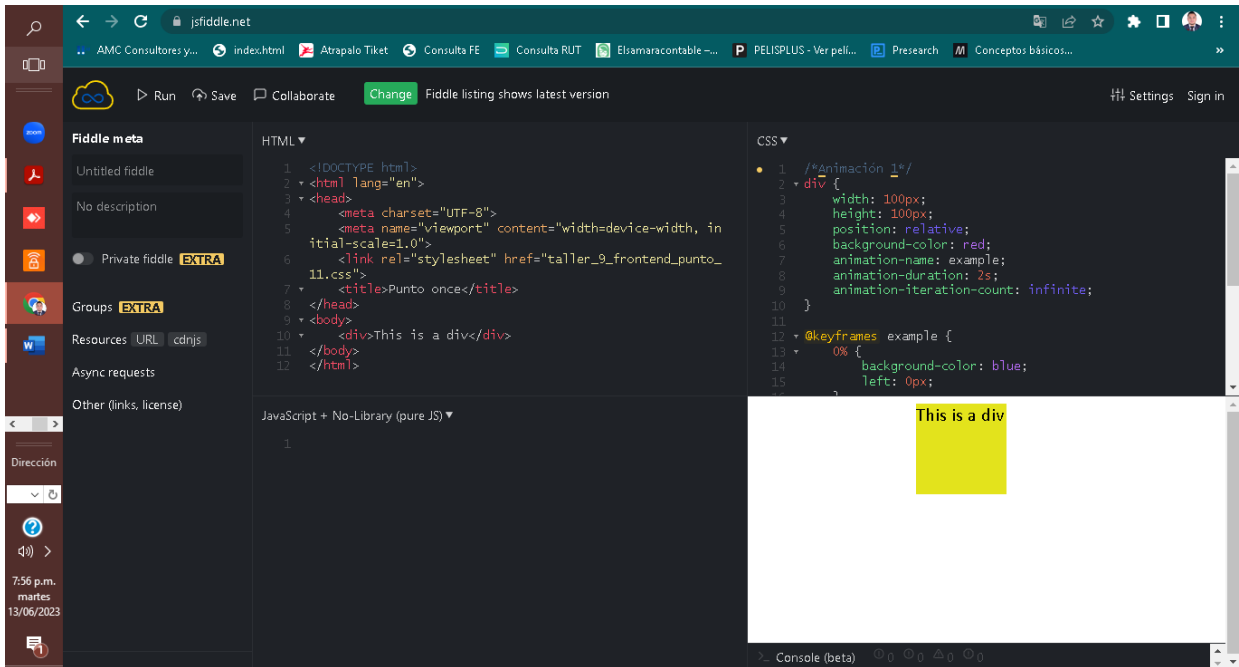 jsfiddle.net
AMC Consultores y...
index.html
Atrapalo Tiket
Consulta FE
Consulta RUT
Elsamaracontable –...
PELISPLUS - Ver pelí...
Presearch
Conceptos básicos...
»
Run
Save
Collaborate
Change
Fiddle listing shows latest version
Settings
Sign in
Fiddle meta
Untitled fiddle
No description
Private fiddle EXTRA
Groups EXTRA
Resources URL cdnjs
Async requests
Other (links, license)
HTML
1 <!DOCTYPE html>
2 <html lang="en">
3 <head>
4 <meta charset="UTF-8">
5 <meta name="viewport" content="width=device-width, in
itial-scale=1.0">
6 <link rel="stylesheet" href="taller_9_frontend_punto_
11.css">
7 <title>Punto once</title>
8 </head>
9 <body>
10 <div>This is a div</div>
11 </body>
12 </html>
CSS
1 /*Animación 1*/
2 div {
3 width: 100px;
4 height: 100px;
5 position: relative;
6 background-color: red;
7 animation-name: example;
8 animation-duration: 2s;
9 animation-iteration-count: infinite;
10 }
11
12 @keyframes example {
13 0% {
14 background-color: blue;
15 left: 0px;
JavaScript + No-Library (pure JS)
1
This is a div
>_ Console (beta) 0 0 0 0
zoom
Dirección
7:56 p.m.
martes
13/06/2023
1